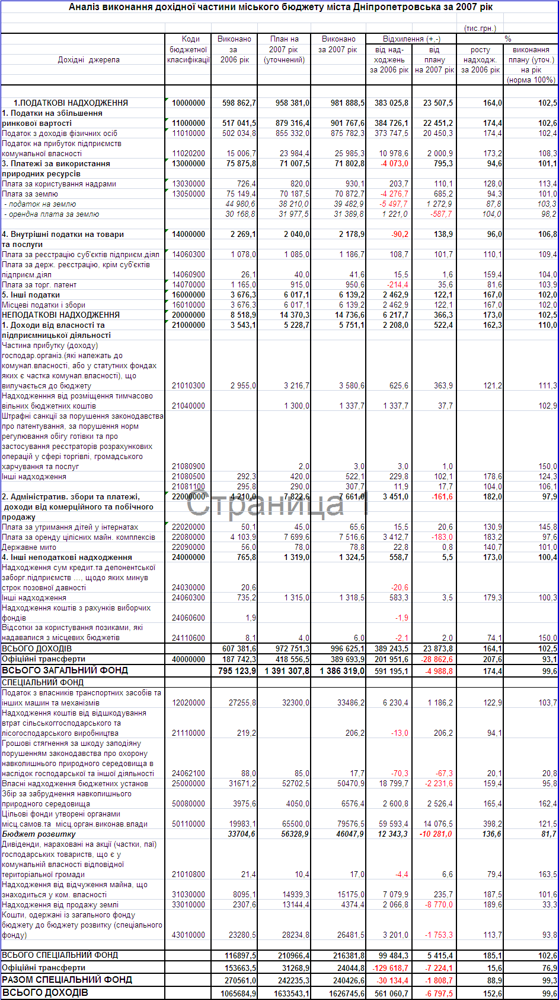 Аналіз виконання дохідної частини міського бюджету міста Дніпропетровська за 2007 рік
(тис.грн.)
Дохідні джерела | Коди бюджетної класифікації | Виконано за 2006 рік | План на 2007 рік (уточнений) | Виконано за 2007 рік | Відхилення (+,-) | %
від над-ходжень за 2006 рік | від плану на 2007 рік | росту надходж. за 2006 рік | виконання плану (уточ.) на рік (норма 100%)
1.ПОДАТКОВІ НАДХОДЖЕННЯ 10000000 598 862,7 958 381,0 981 888,5 383 025,8 23 507,5 164,0 102,5
1. Податки на збільшення
ринкової вартості 11000000 517 041,5 879 316,4 901 767,6 384 726,1 22 451,2 174,4 102,6
Податок з доходів фізичних осіб 11010000 502 034,8 855 332,0 875 782,3 373 747,5 20 450,3 174,4 102,4
Податок на прибуток підприємств
комунальної власності 11020200 15 006,7 23 984,4 25 985,3 10 978,6 2 000,9 173,2 108,3
3. Платежі за використання 13000000 75 875,8 71 007,5 71 802,8 -4 073,0 795,3 94,6 101,1
природних ресурсів
Плата за користування надрами 13030000 726,4 820,0 930,1 203,7 110,1 128,0 113,4
Плата за землю 13050000 75 149,4 70 187,5 70 872,7 -4 276,7 685,2 94,3 101,0
- податок на землю 44 980,6 38 210,0 39 482,9 -5 497,7 1 272,9 87,8 103,3
- орендна плата за землю 30 168,8 31 977,5 31 389,8 1 221,0 -587,7 104,0 98,2
4. Внутрішні податки на товари 14000000 2 269,1 2 040,0 2 178,9 -90,2 138,9 96,0 106,8
та послуги
Плата за реєстрацію суб'єктів підприєм.діял 14060300 1 078,0 1 085,0 1 186,7 108,7 101,7 110,1 109,4
Плата за держ. реєстрацію, крім суб'єктів
підприєм.діял 14060900 26,1 40,0 41,6 15,5 1,6 159,4 104,0
Плата за торг. патент 14070000 1 165,0 915,0 950,6 -214,4 35,6 81,6 103,9
5. Інші податки 16000000 3 676,3 6 017,1 6 139,2 2 462,9 122,1 167,0 102,0
Місцеві податки і збори 16010000 3 676,3 6 017,1 6 139,2 2 462,9 122,1 167,0 102,0
НЕПОДАТКОВІ НАДХОДЖЕННЯ 20000000 8 518,9 14 370,3 14 736,6 6 217,7 366,3 173,0 102,5
1. Доходи від власності та 21000000 3 543,1 5 228,7 5 751,1 2 208,0 522,4 162,3 110,0
підприємницької діяльності
Частина прибутку (доходу)
господар.організ.(які належать до
комунал.власності, або у статутних фондах
яких є частка комунал.власності), що
вилучається до бюджету 21010300 2 955,0 3 216,7 3 580,6 625,6 363,9 121,2 111,3
Надходженння від розміщення тимчасово
вільних бюджетних коштів 21040000 1 300,0 1 337,7 1 337,7 37,7 102,9
Штрафні санкції за порушення законодавства
про патентування, за порушення норм
регулювання обігу готівки та про
застосування реєстраторів розрахункових
операцій у сфері торгівлі, громадського
харчування та послуг 21080900 2,0 3,0 3,0 1,0 150,0
Інші надходження 21080500 292,3 420,0 522,1 229,8 102,1 178,6 124,3
21081100 295,8 290,0 307,7 11,9 17,7 104,0 106,1
2. Адміністратив. збори та платежі, 22000000 4 210,0 7 822,6 7 661,0 3 451,0 -161,6 182,0 97,9
доходи від комерційного та побічного
продажу
Страница 1
Плата за утримання дітей у інтернатах 22020000 50,1 45,0 65,6 15,5 20,6 130,9 145,8
Плата за оренду цілісних майн. комплексів 22080000 4 103,9 7 699,6 7 516,6 3 412,7 -183,0 183,2 97,6
Державне мито 22090000 56,0 78,0 78,8 22,8 0,8 140,7 101,0
4. Інші неподаткові надходження 24000000 765,8 1 319,0 1 324,5 558,7 5,5 173,0 100,4
Надходження сум кредит.та депонентської
заборг.підприємств ..., щодо яких минув
строк позовної давності 24030000 20,6 -20,6
Інші надходження 24060300 735,2 1 315,0 1 318,5 583,3 3,5 179,3 100,3
Надходження коштів з рахунків виборчих
фондів 24060600 1,9 -1,9
Відсотки за користування позиками, які
надавалися з місцевих бюджетів 24110600 8,1 4,0 6,0 -2,1 2,0 74,1 150,0
ВСЬОГО ДОХОДІВ 607 381,6 972 751,3 996 625,1 389 243,5 23 873,8 164,1 102,5
Офіційні трансферти 40000000 187 742,3 418 556,5 389 693,9 201 951,6 -28 862,6 207,6 93,1
ВСЬОГО ЗАГАЛЬНИЙ ФОНД 795 123,9 1 391 307,8 1 386 319,0 591 195,1 -4 988,8 174,4 99,6
СПЕЦІАЛЬНИЙ ФОНД
Податок з власників транспортних засобів та
інших машин та механізмів 12020000 27255,8 32300,0 33486,2 6 230,4 1 186,2 122,9 103,7
Надходження коштів від відшкодування
втрат сільськоггосподарського та
лісогосподарського виробництва 21110000 219,2 206,2 -13,0 206,2 94,1
Грошові стягнення за шкоду заподіяну
порушенням законодавства про охорону
навколишнього природного середовища в
наслідок господарської та іншої діяльності 24062100 88,0 85,0 17,7 -70,3 -67,3 20,1 20,8
Власні надходження бюджетних установ 25000000 31671,2 52702,5 50470,9 18 799,7 -2 231,6 159,4 95,8
Збір за забруднення навколишнього
природного середовища 50080000 3975,6 4050,0 6576,4 2 600,8 2 526,4 165,4 162,4
Цільові фонди утворені органами
місц.самов.та місц.орган.виконав.влади 50110000 19983,1 65500,0 79576,5 59 593,4 14 076,5 398,2 121,5
Бюджет розвитку 33704,6 56328,9 46047,9 12 343,3 -10 281,0 136,6 81,7
Дивіденди, нараховані на акції (частки, паї)
господарських товариств, що є у
комунальній власності відповідної
територіальної громади 21010800 21,4 10,4 17,0 -4,4 6,6 79,4 163,5
Надходження від відчуження майна, що
знаходиться у ком. власності 31030000 8095,1 14939,3 15175,0 7 079,9 235,7 187,5 101,6
Надходження від продажу землі 33010000 2307,6 13144,4 4374,4 2 066,8 -8 770,0 189,6 33,3
Кошти, одержані із загального фонду
бюджету до бюджету розвитку (спеціального
фонду) 43010000 23280,5 28234,8 26481,5 3 201,0 -1 753,3 113,7 93,8
ВСЬОГО СПЕЦІАЛЬНИЙ ФОНД 116897,5 210966,4 216381,8 99 484,3 5 415,4 185,1 102,6
Офіційні трансферти 153663,5 31268,9 24044,8 -129 618,7 -7 224,1 15,6 76,9
РАЗОМ СПЕЦІАЛЬНИЙ ФОНД 270561,0 242235,3 240426,6 -30 134,4 -1 808,7 88,9 99,3
ВСЬОГО ДОХОДІВ 1065684,9 1633543,1 1626745,6 561 060,7 -6 797,5 152,6 99,6